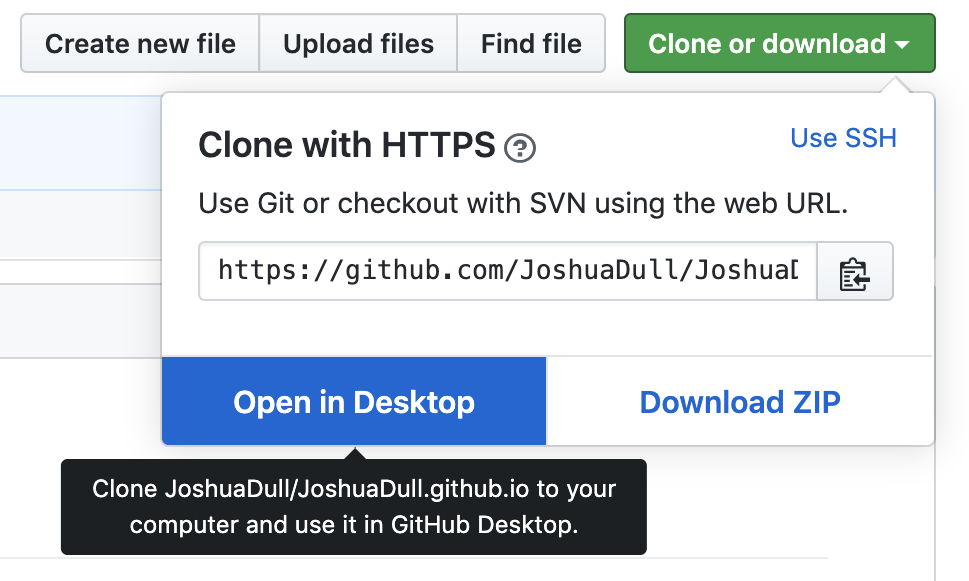 Create new file
Upload files
Find file
Clone or download
Clone with HTTPS ?
Use SSH
Use Git or checkout with SVN using the web URL.
https://github.com/JoshuaDull/JoshuaD
Open in Desktop
Download ZIP
Clone JoshuaDull/JoshuaDull.github.io to your
computer and use it in GitHub Desktop.